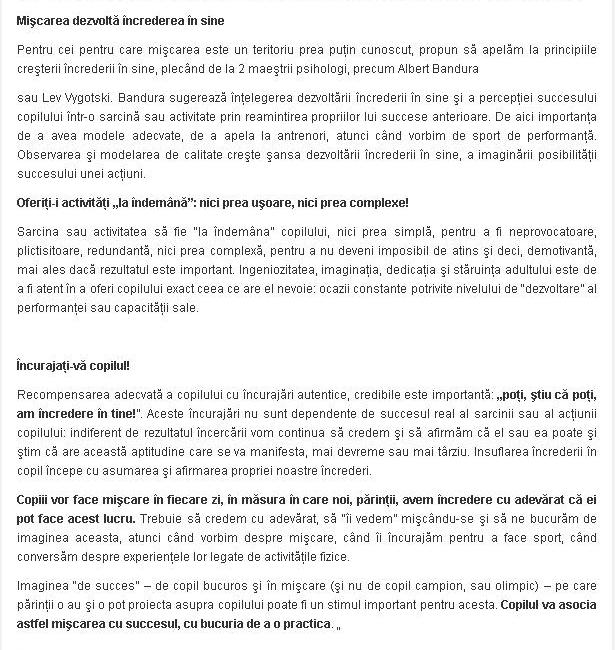 Mişcarea dezvoltă încrederea în sine
Pentru cei pentru care mişcarea este un teritoriu prea puţin cunoscut, propun să apelăm la principiile
creşterii încrederii în sine, plecând de la 2 maeştrii psihologi, precum Albert Bandura
sau Lev Vygotski. Bandura sugerează înţelegerea dezvoltării încrederii în sine şi a percepţiei succesului
copilului într-o sarcină sau activitate prin reamintirea propriilor lui succese anterioare. De aici importanţa
de a avea modele adecvate, de a apela la antrenori, atunci când vorbim de sport de performanţă.
Observarea şi modelarea de calitate creşte şansa dezvoltării încrederii în sine, a imaginării posibilităţii
succesului unei acţiuni.
Oferiţi-i activităţi „la îndemână”: nici prea uşoare, nici prea complexe!
Sarcina sau activitatea să fie "la îndemâna" copilului, nici prea simplă, pentru a fi neprovocatoare,
plictisitoare, redundantă, nici prea complexă, pentru a nu deveni imposibil de atins şi deci, demotivantă,
mai ales dacă rezultatul este important. Ingeniozitatea, imaginaţia, dedicaţia şi stăruinţa adultului este de
a fi atent în a oferi copilului exact ceea ce are el nevoie: ocazii constante potrivite nivelului de "dezvoltare" al
performanţei sau capacităţii sale.
Încurajaţi-vă copilul!
Recompensarea adecvată a copilului cu încurajări autentice, credibile este importantă: „poţi, ştiu că poţi,
am încredere în tine!”. Aceste încurajări nu sunt dependente de succesul real al sarcinii sau al acţiunii
copilului: indiferent de rezultatul încercării vom continua să credem şi să afirmăm că el sau ea poate şi
ştim că are această aptitudine care se va manifesta, mai devreme sau mai târziu. Insuflarea încrederii în
copil începe cu asumarea şi afirmarea propriei noastre încrederi.
Copiii vor face mişcare în fiecare zi, în măsura în care noi, părinţii, avem încredere cu adevărat că ei
pot face acest lucru. Trebuie să credem cu adevărat, să "îi vedem" mişcându-se şi să ne bucurăm de
imaginea aceasta, atunci când vorbim despre mişcare, când îi încurajăm pentru a face sport, când
conversăm despre experienţele lor legate de activităţile fizice.
Imaginea "de succes" – de copil bucuros şi în mişcare (şi nu de copil campion, sau olimpic) – pe care
părinţii o au şi o pot proiecta asupra copilului poate fi un stimul important pentru acesta. Copilul va asocia
astfel mişcarea cu succesul, cu bucuria de a o practica. „